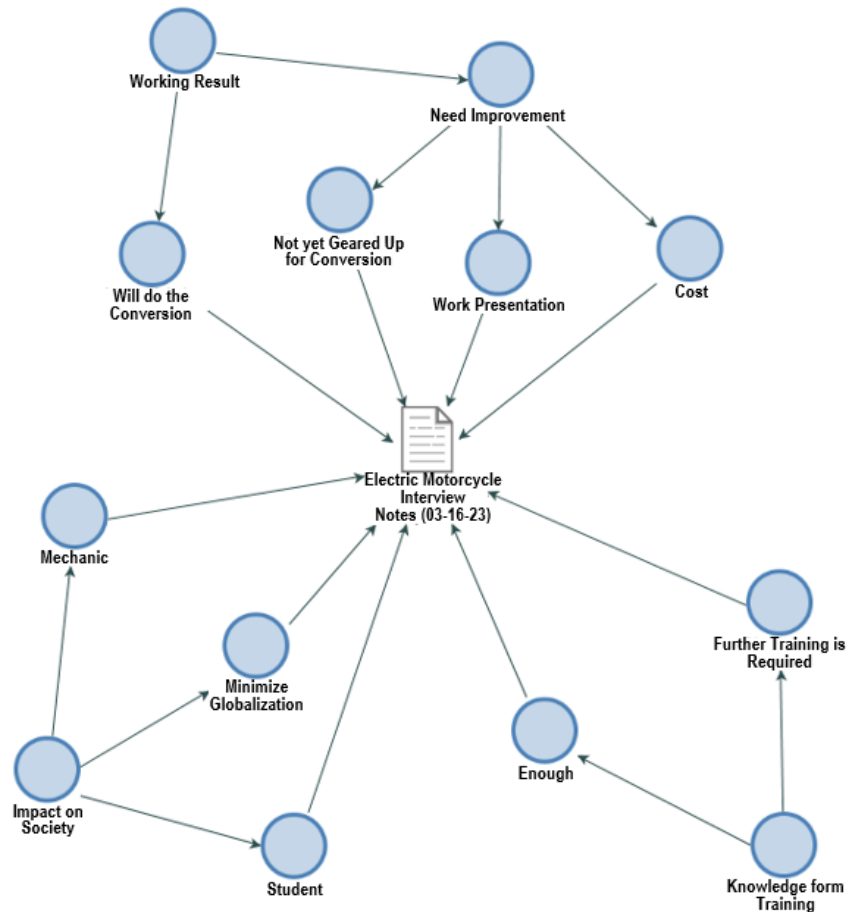 Working Result
Need Improvement
Not yet Geared Up
for Conversion
Will do the
Conversion
Work Presentation
Cost
Electric Motorcycle
Interview
Notes (03-16-23)
Mechanic
Further Training is
Required
Minimize
Globalization
Enough
Impact on
Society
Student
Knowledge form
Training